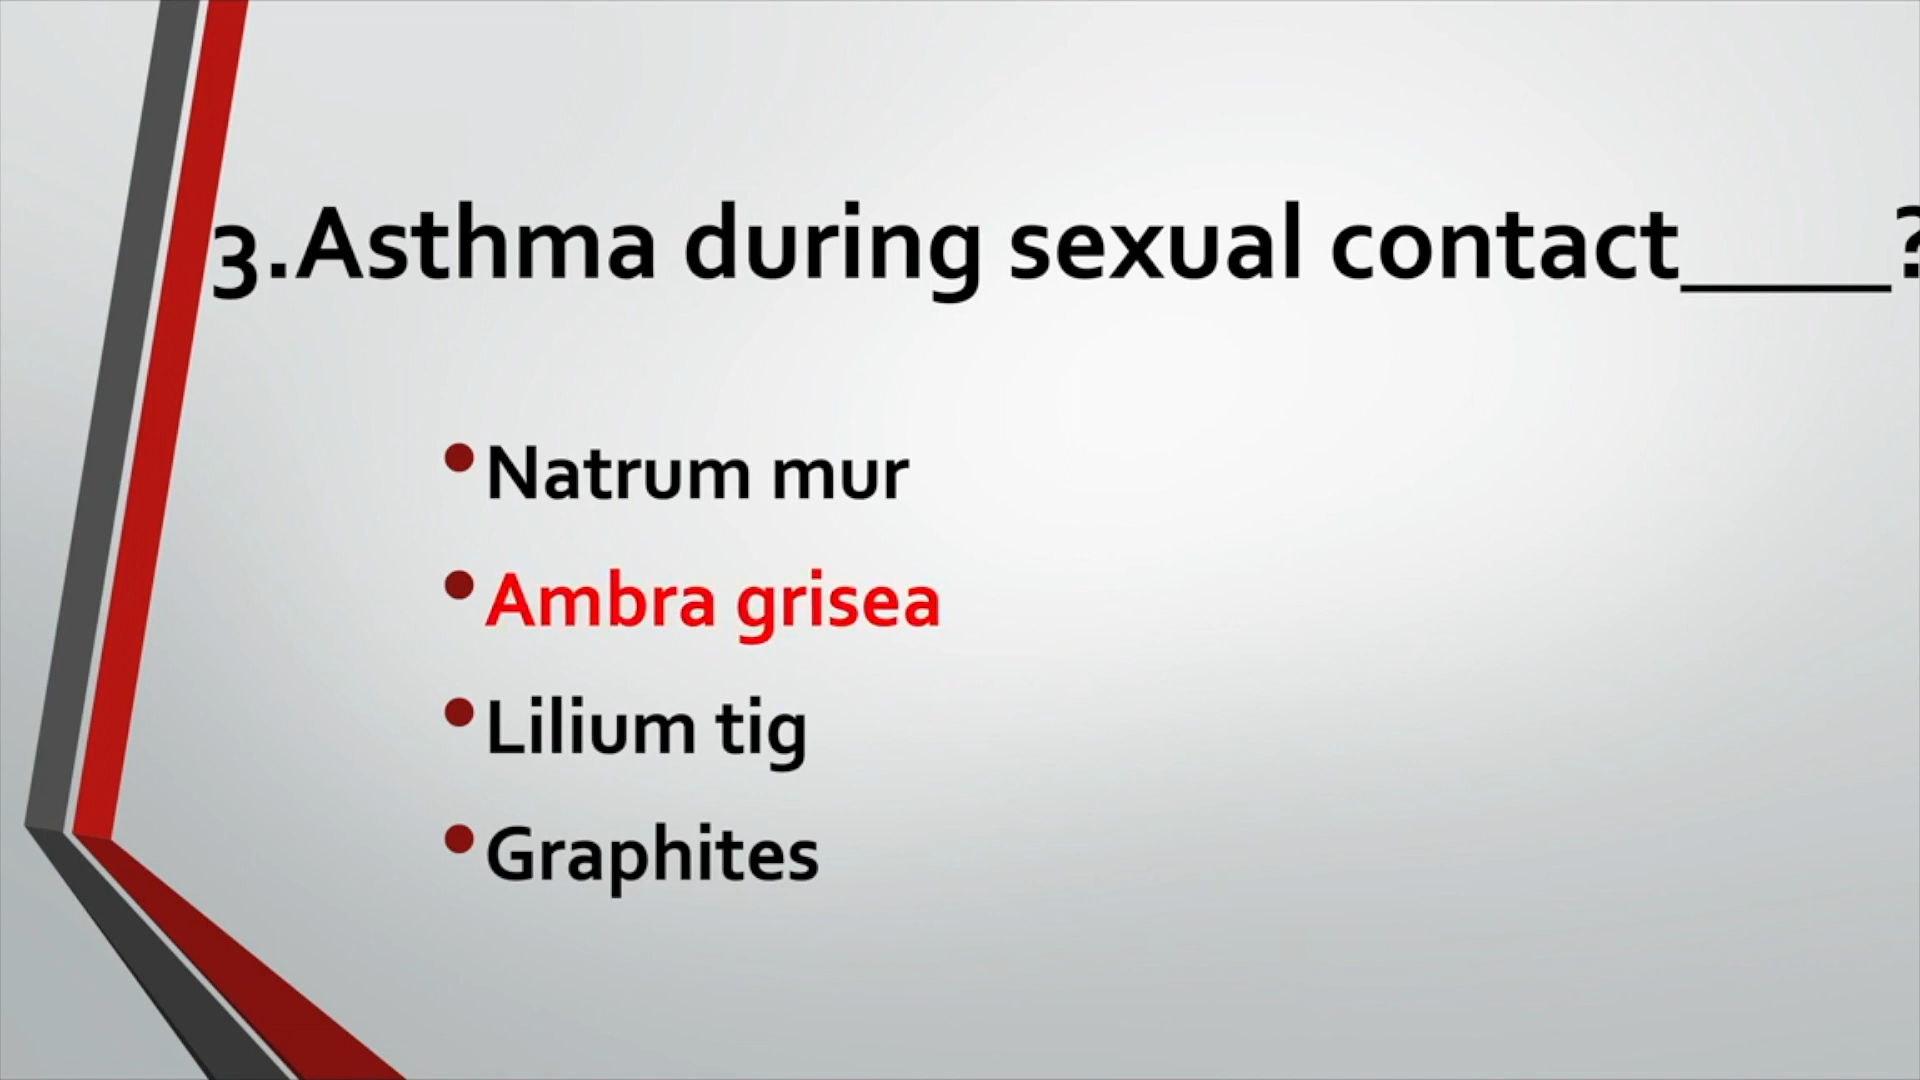 3.Asthma during sexual contact____?
•Natrum mur
•Ambra grisea
•Lilium tig
•Graphites